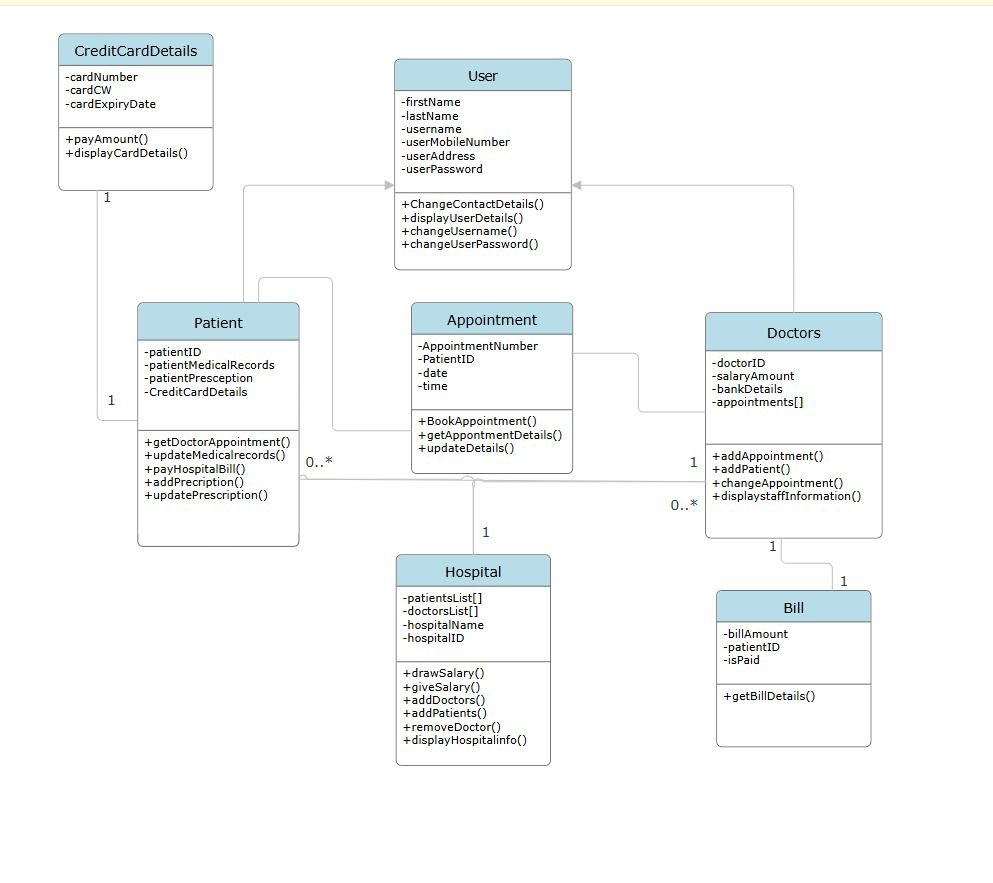 CreditCardDetails
-cardNumber
-cardCW
-cardExpiryDate
+payAmount()
+displayCardDetails()
1
User
-firstName
-lastName
-username
-userMobileNumber
-userAddress
-userPassword
+ChangeContactDetails()
+displayUserDetails()
+changeUsername()
+changeUserPassword()
1
Patient
-patientID
-patientMedicalRecords
-patientPresception
-CreditCardDetails
+getDoctorAppointment()
+updateMedicalrecords()
+payHospitalBill()
+addPrecription()
+updatePrescription()
0..*
Appointment
-AppointmentNumber
-PatientID
-date
-time
+BookAppointment()
+getAppontmentDetails()
+updateDetails()
Doctors
-doctorID
-salaryAmount
-bankDetails
-appointments[]
+addAppointment()
+addPatient()
+changeAppointment()
+displaystaffInformation()
1
0..*
1
Hospital
-patientsList[]
-doctorsList[]
-hospitalName
-hospitalID
+drawSalary()
+giveSalary()
+addDoctors()
+addPatients()
+removeDoctor()
+displayHospitalinfo()
1
1
Bill
-billAmount
-patientID
-isPaid
+getBillDetails()